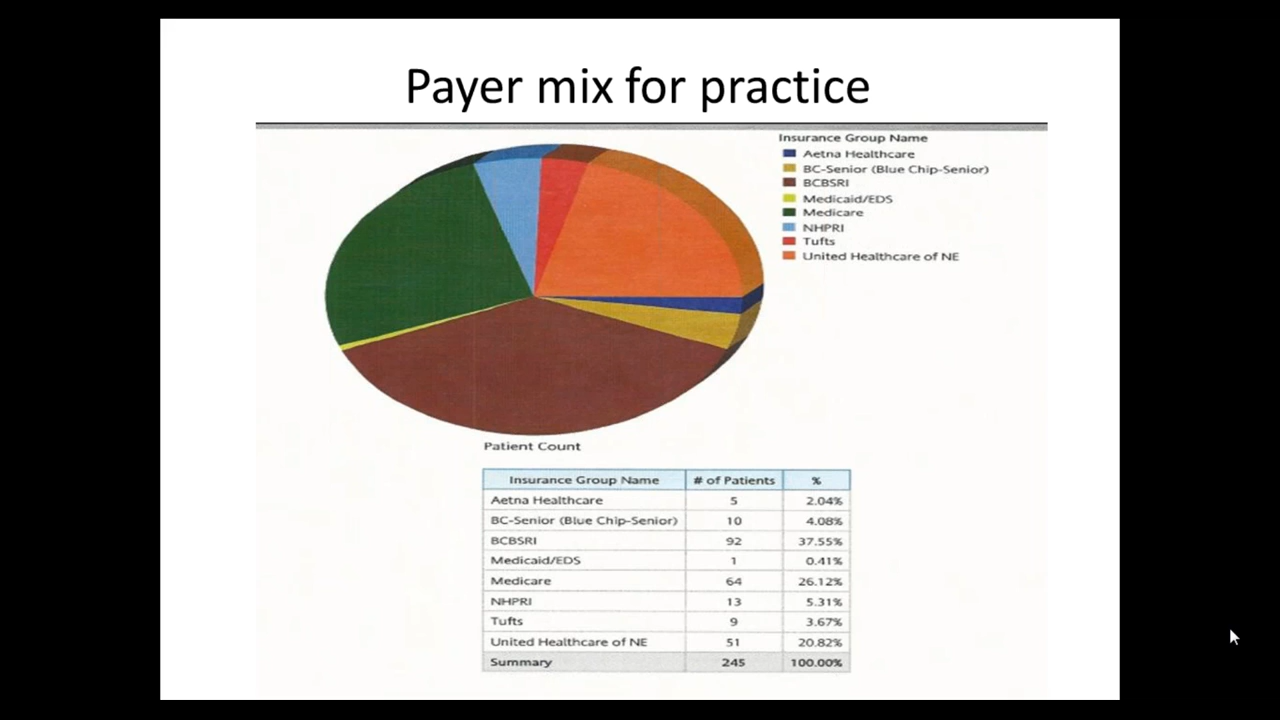 Payer mix for practice
Insurance Group Name
Aetna Healthcare
BC-Senior (Blue Chip-Senior)
BCBSRI
Medicaid/EDS
Medicare
NHPRI
Tufts
United Healthcare of NE
Patient Count
Insurance Group Name # of Patients %
Aetna Healthcare 5 2.04%
BC-Senior (Blue Chip-Senior) 10 4.08%
BCBSRI 92 37.55%
Medicaid/EDS 1 0.41%
Medicare 64 26.12%
NHPRI 13 5.31%
Tufts 9 3.67%
United Healthcare of NE 51 20.82%
Summary 245 100.00%